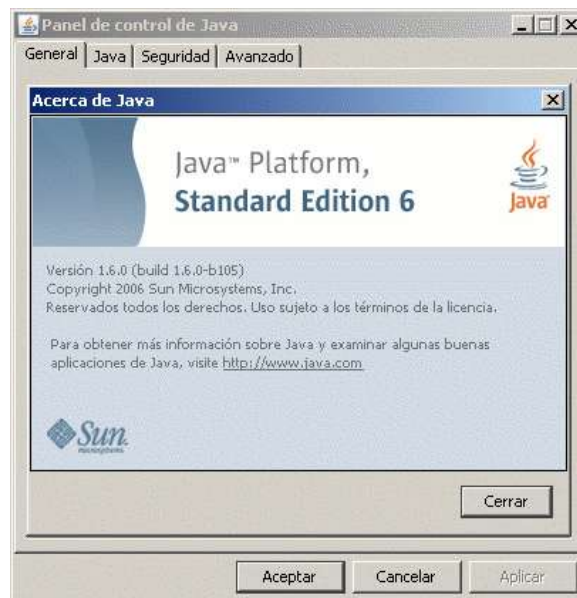 Panel de control de Java
General Java Seguridad Avanzado
Acerca de Java
Java™ Platform,
Standard Edition 6
Java
Versión 1.6.0 (build 1.6.0-b105)
Copyright 2006 Sun Microsystems, Inc.
Reservados todos los derechos. Uso sujeto a los términos de la licencia.
Para obtener más información sobre Java y examinar algunas buenas
aplicaciones de Java, visite http://www.java.com
Sun
microsystems
Cerrar
Aceptar Cancelar Aplicar